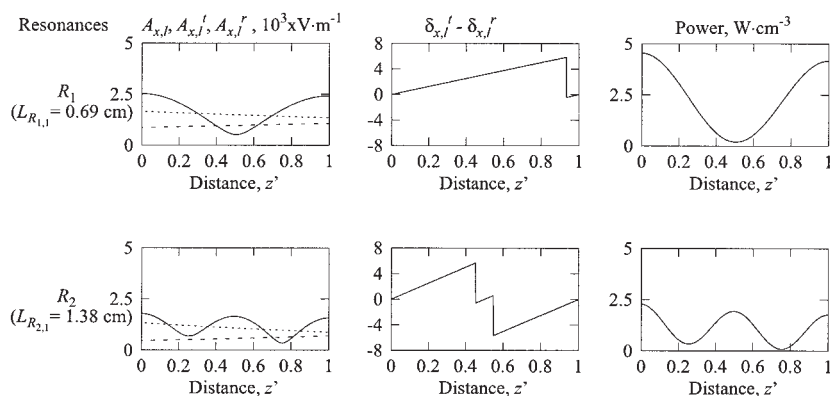 Resonances
A_{x,l}, A_{x,l}^t, A_{x,l}^r , 10^3xV·m^{-1}
δ_{x,l}^t - δ_{x,l}^r
Power, W·cm^{-3}
R_1
(L_{R_{1,1}} = 0.69 cm)
5
2.5
0
0 0.2 0.4 0.6 0.8 1
Distance, z’
8
4
0
-4
-8
0 0.2 0.4 0.6 0.8 1
Distance, z’
5
2.5
0
0 0.2 0.4 0.6 0.8 1
Distance, z’
R_2
(L_{R_{2,1}} = 1.38 cm)
5
2.5
0
0 0.2 0.4 0.6 0.8 1
Distance, z’
8
4
0
-4
-8
0 0.2 0.4 0.6 0.8 1
Distance, z’
5
2.5
0
0 0.2 0.4 0.6 0.8 1
Distance, z’